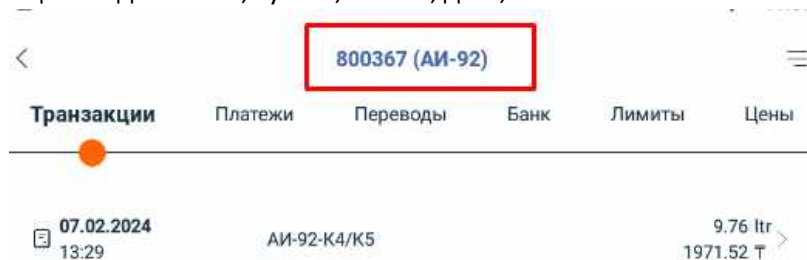 800367 (АИ-92)
Транзакции Платежи Переводы Банк Лимиты Цены
07.02.2024 АИ-92-К4/К5 9.76 ltr
13:29 1971.52 ₸